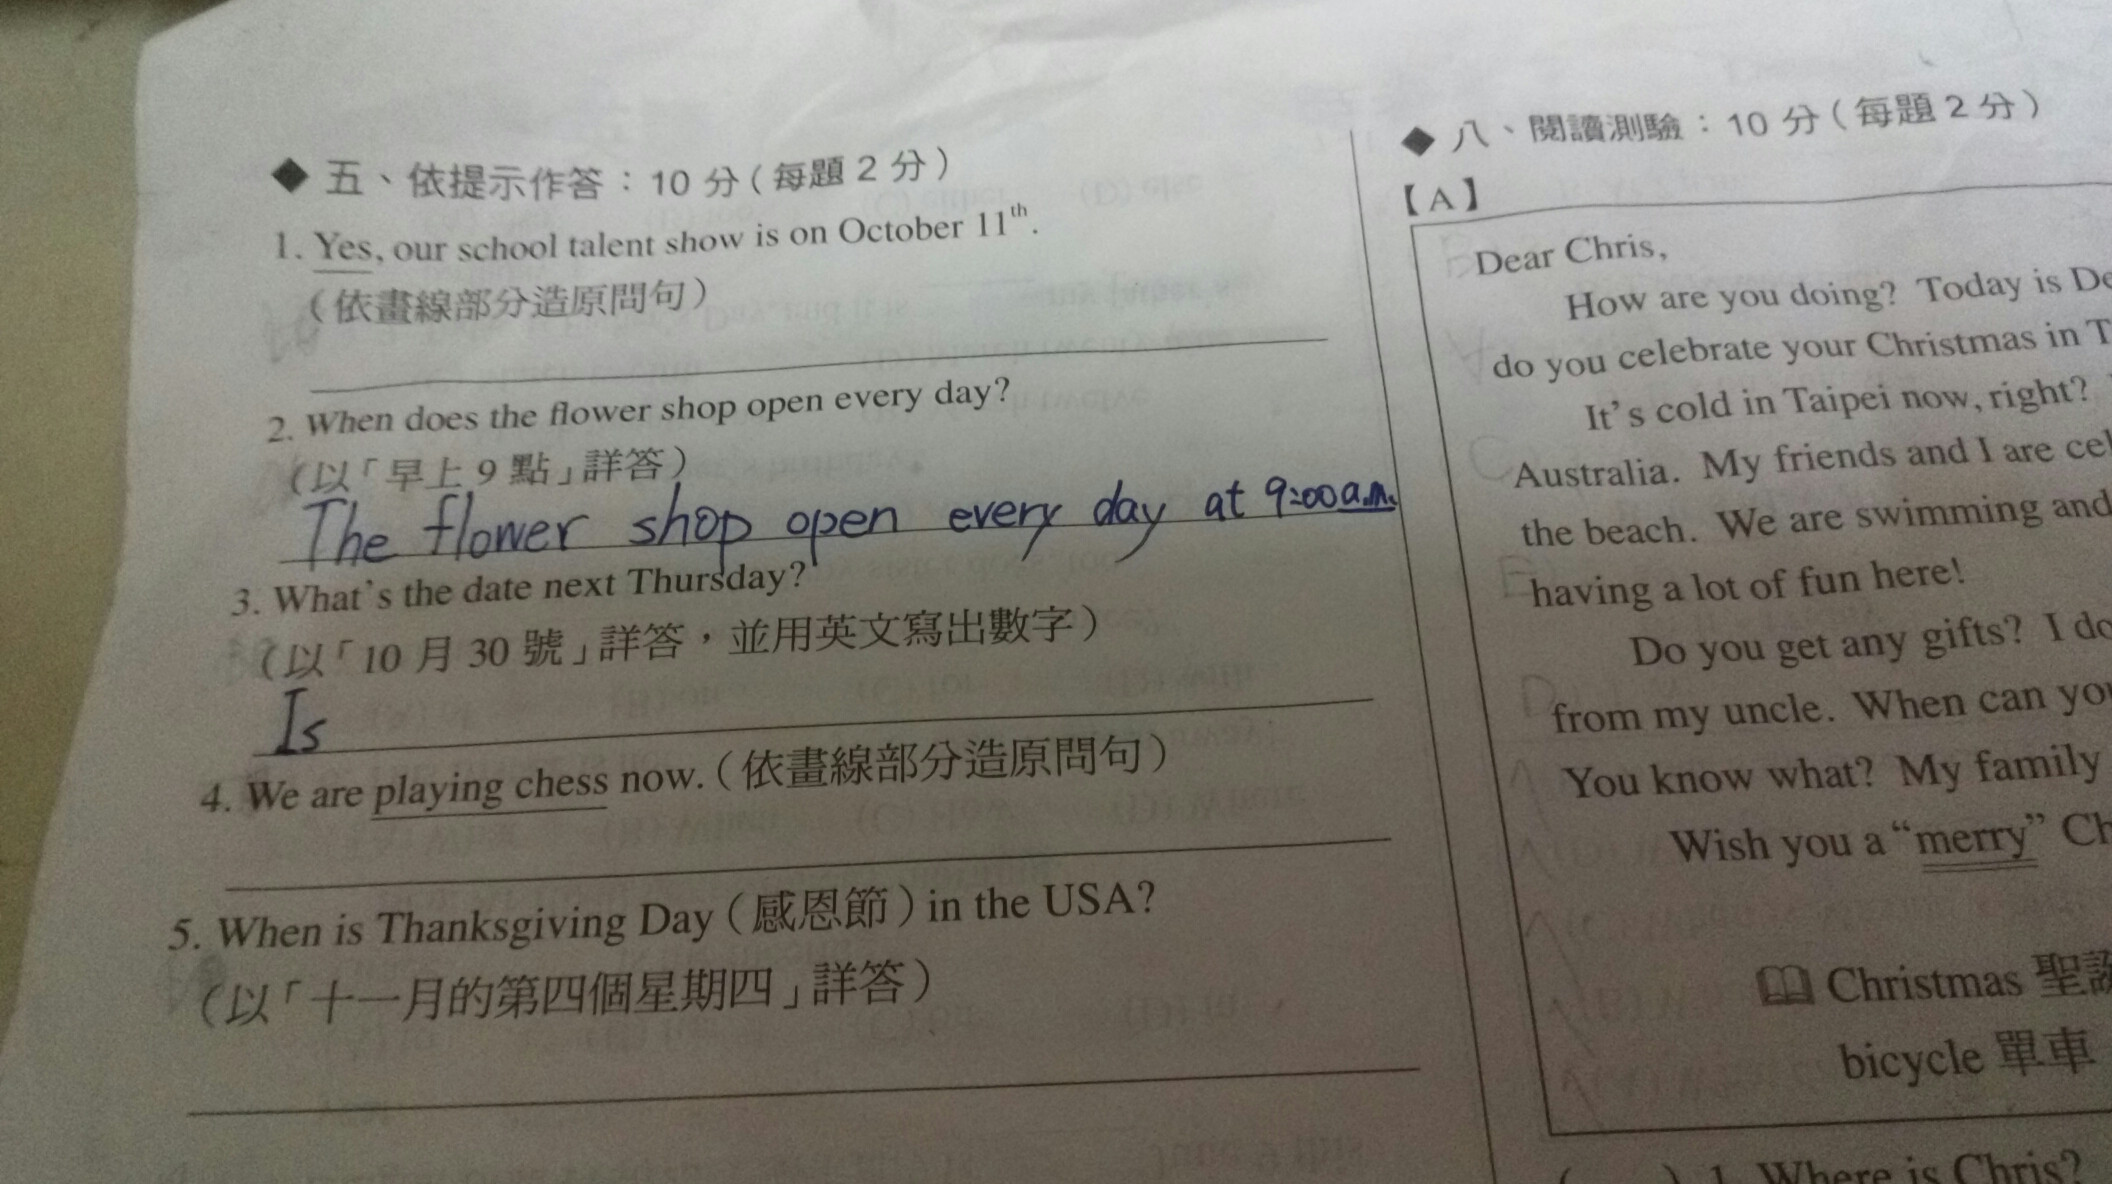 ◆ 五、依提示作答：10 分（每題 2 分）
1. Yes, our school talent show is on October 11th.
（依畫線部分造原問句）
2. When does the flower shop open every day?
（以「早上 9 點」詳答）
The flower shop open every day at 9:00a.m.
3. What's the date next Thursday?
（以「10 月 30 號」詳答，並用英文寫出數字）
Is
4. We are playing chess now.（依畫線部分造原問句）
5. When is Thanksgiving Day（感恩節）in the USA?
（以「十一月的第四個星期四」詳答）
◆ 八、閱讀測驗：10 分（每題 2 分）
【A】
Dear Chris,
How are you doing? Today is De
do you celebrate your Christmas in T
It's cold in Taipei now, right?
Australia. My friends and I are cel
the beach. We are swimming and
having a lot of fun here!
Do you get any gifts? I do
from my uncle. When can yo
You know what? My family
Wish you a “merry” Ch
Christmas 聖誕
bicycle 單車
( ) 1. Where is Chris?